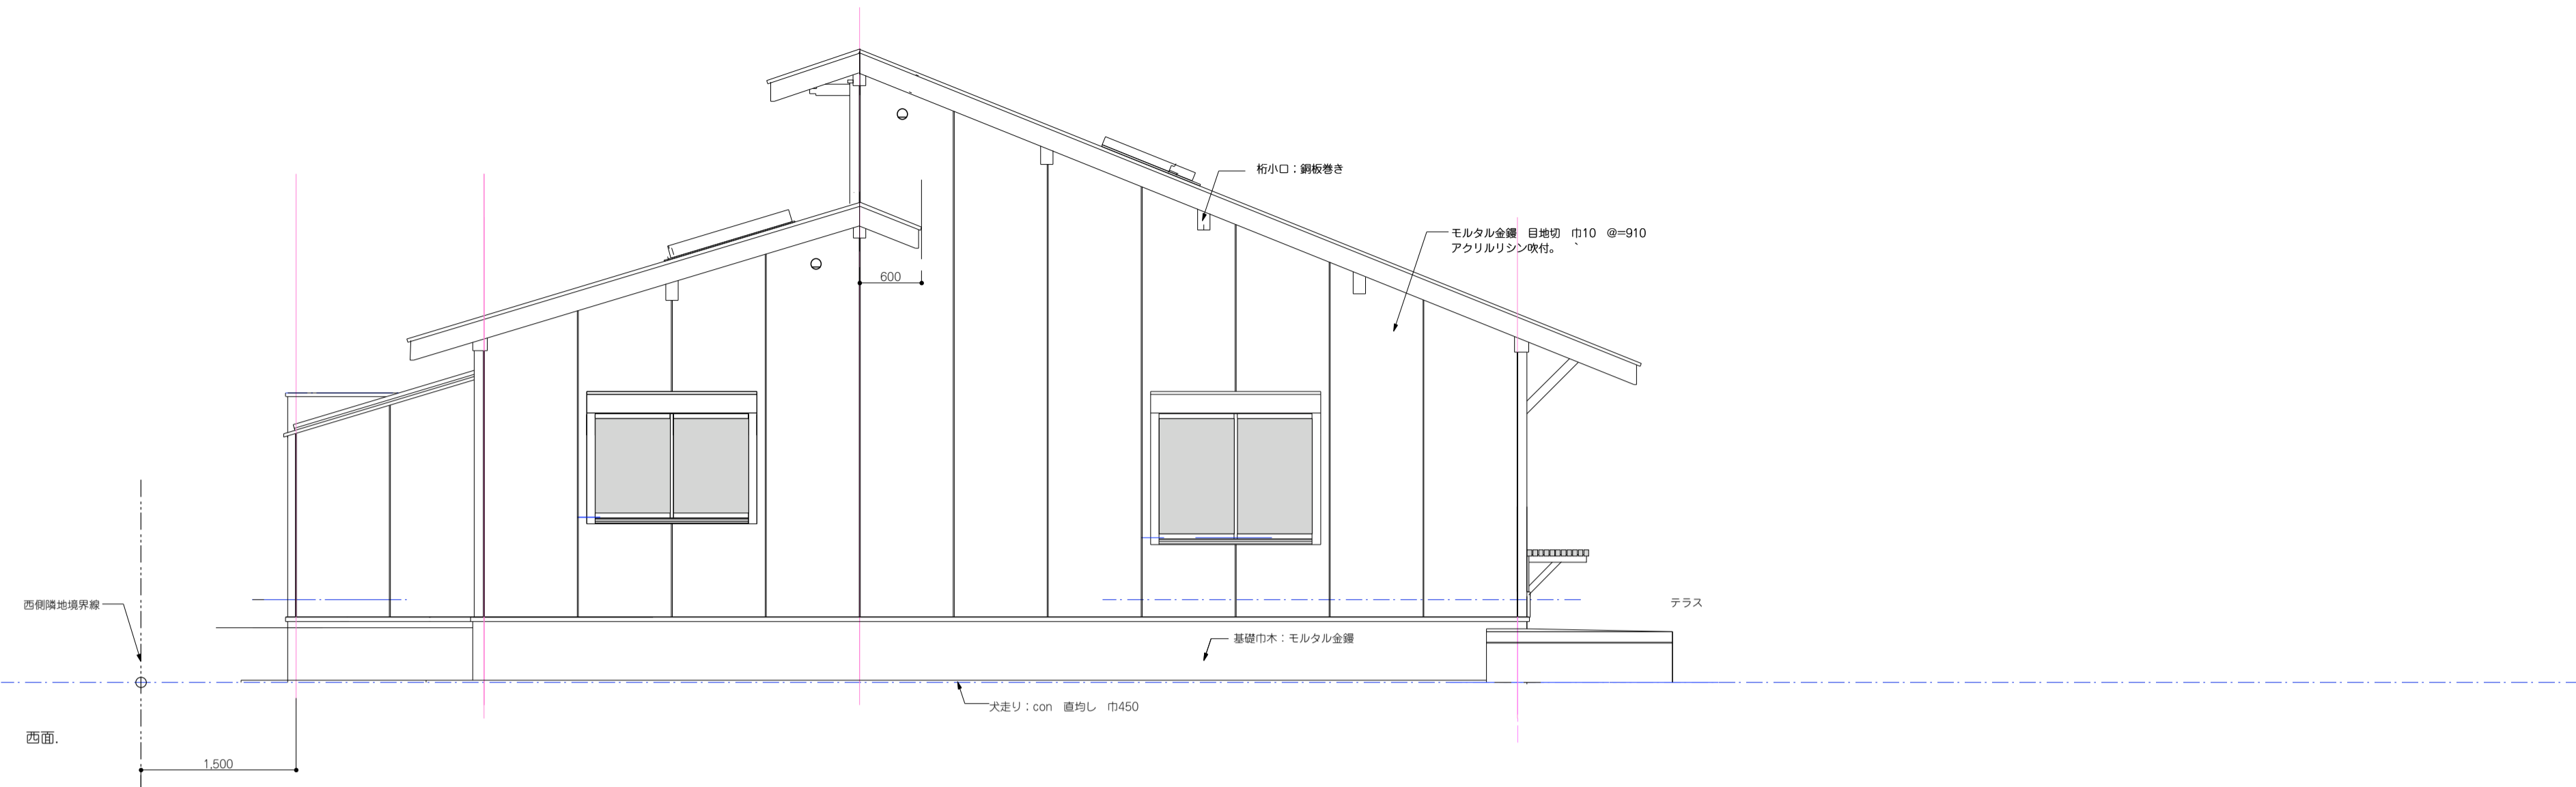 桁小口：銅板巻き
モルタル金鏝　目地切　巾10　@=910
アクリルリシン吹付。
600
西側隣地境界線
テラス
基礎巾木：モルタル金鏝
犬走り：con　直均し　巾450
西面.
1,500